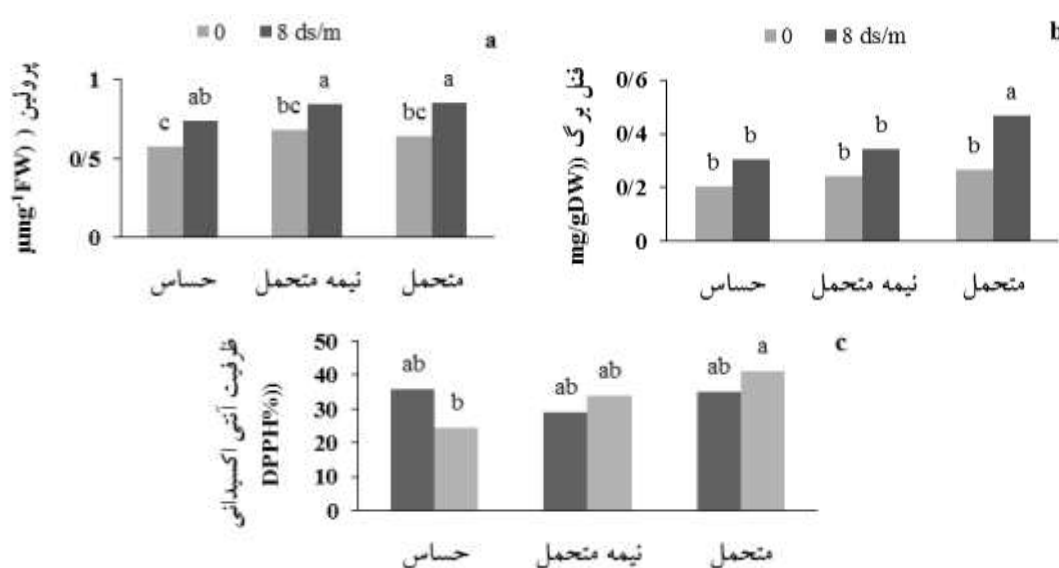 0 8 ds/m a
پرولین ((µmg⁻¹FW
1
0/5
0
c ab bc a bc a
حساس نیمه متحمل متحمل
0 8 ds/m b
فنل برگ ((mg/gDW
0/6
0/4
0/2
0
b b b b b a
حساس نیمه متحمل متحمل
c
ظرفیت آنتی اکسیدانی
DPPH%))
50
40
30
20
10
0
ab b ab ab ab a
حساس نیمه متحمل متحمل